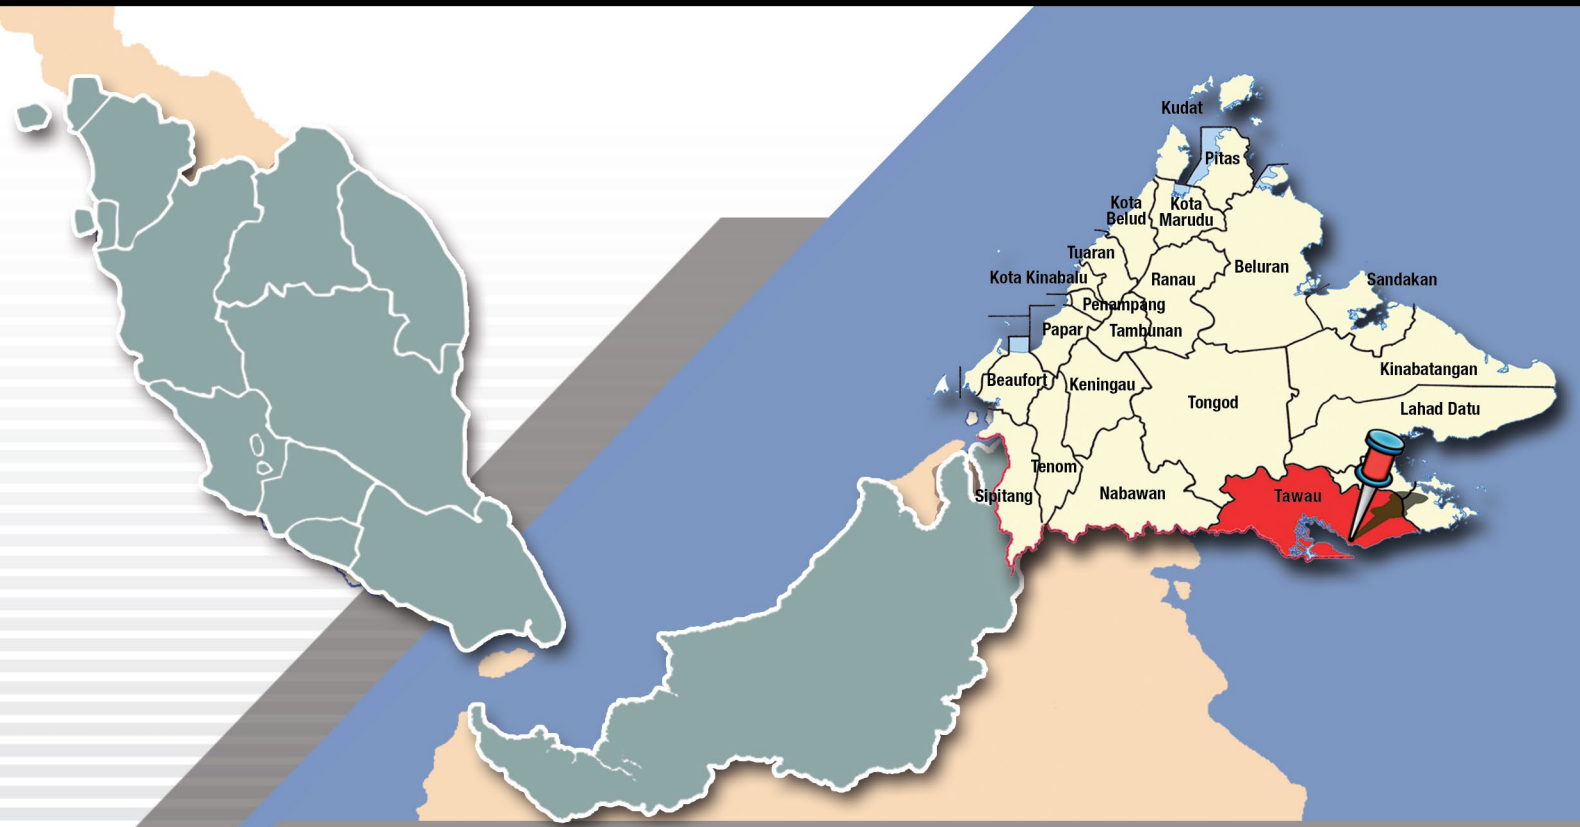 Kudat
Pitas
Kota
Belud
Kota
Marudu
Tuaran
Beluran
Kota Kinabalu
Ranau
Sandakan
Penampang
Papar
Tambunan
Kinabatangan
Beaufort
Keningau
Tongod
Lahad Datu
Tenom
Sipitang
Nabawan
Tawau